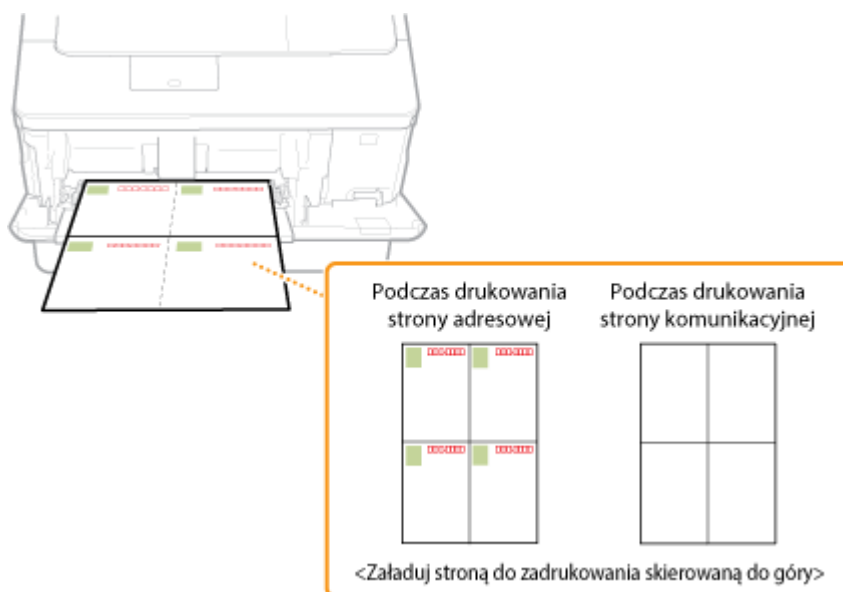 Podczas drukowania
strony adresowej
Podczas drukowania
strony komunikacyjnej
<Załaduj stroną do zadrukowania skierowaną do góry>